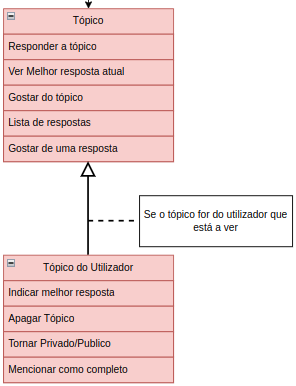 Tópico
Responder a tópico
Ver Melhor resposta atual
Gostar do tópico
Lista de respostas
Gostar de uma resposta
Se o tópico for do utilizador que
está a ver
Tópico do Utilizador
Indicar melhor resposta
Apagar Tópico
Tornar Privado/Publico
Mencionar como completo